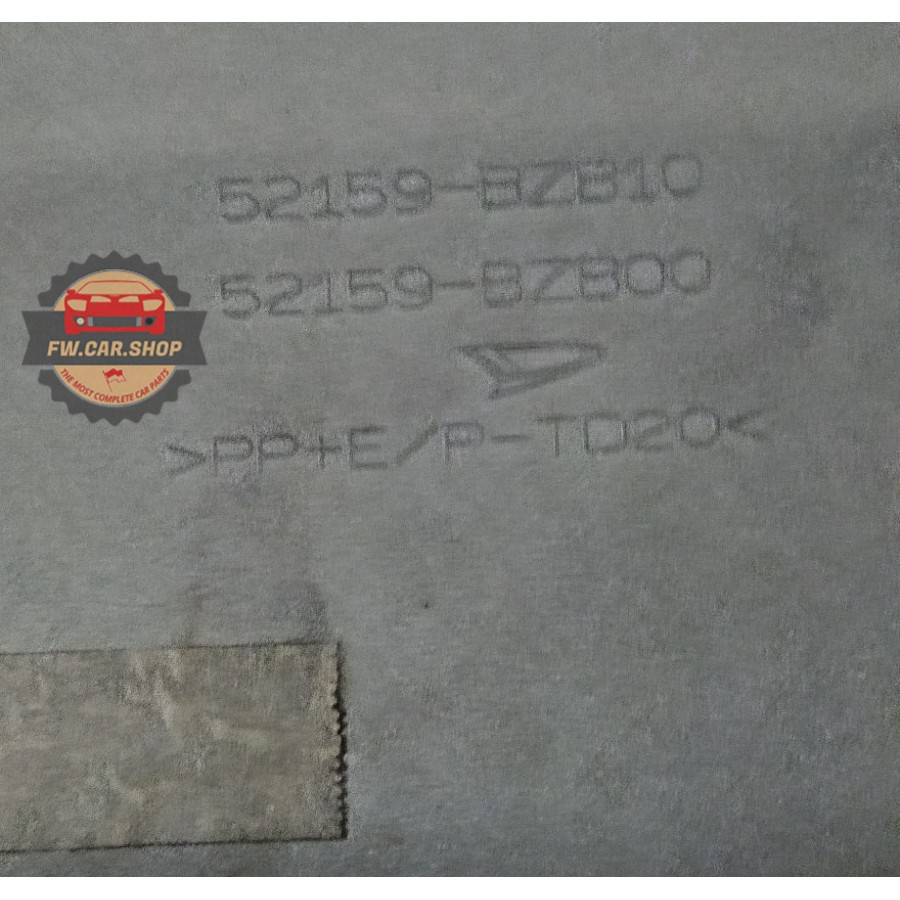 52159-BZB10
52159-BZB00
FW.CAR.SHOP
THE MOST COMPLETE CAR PARTS
>PP+E/P-TD20<